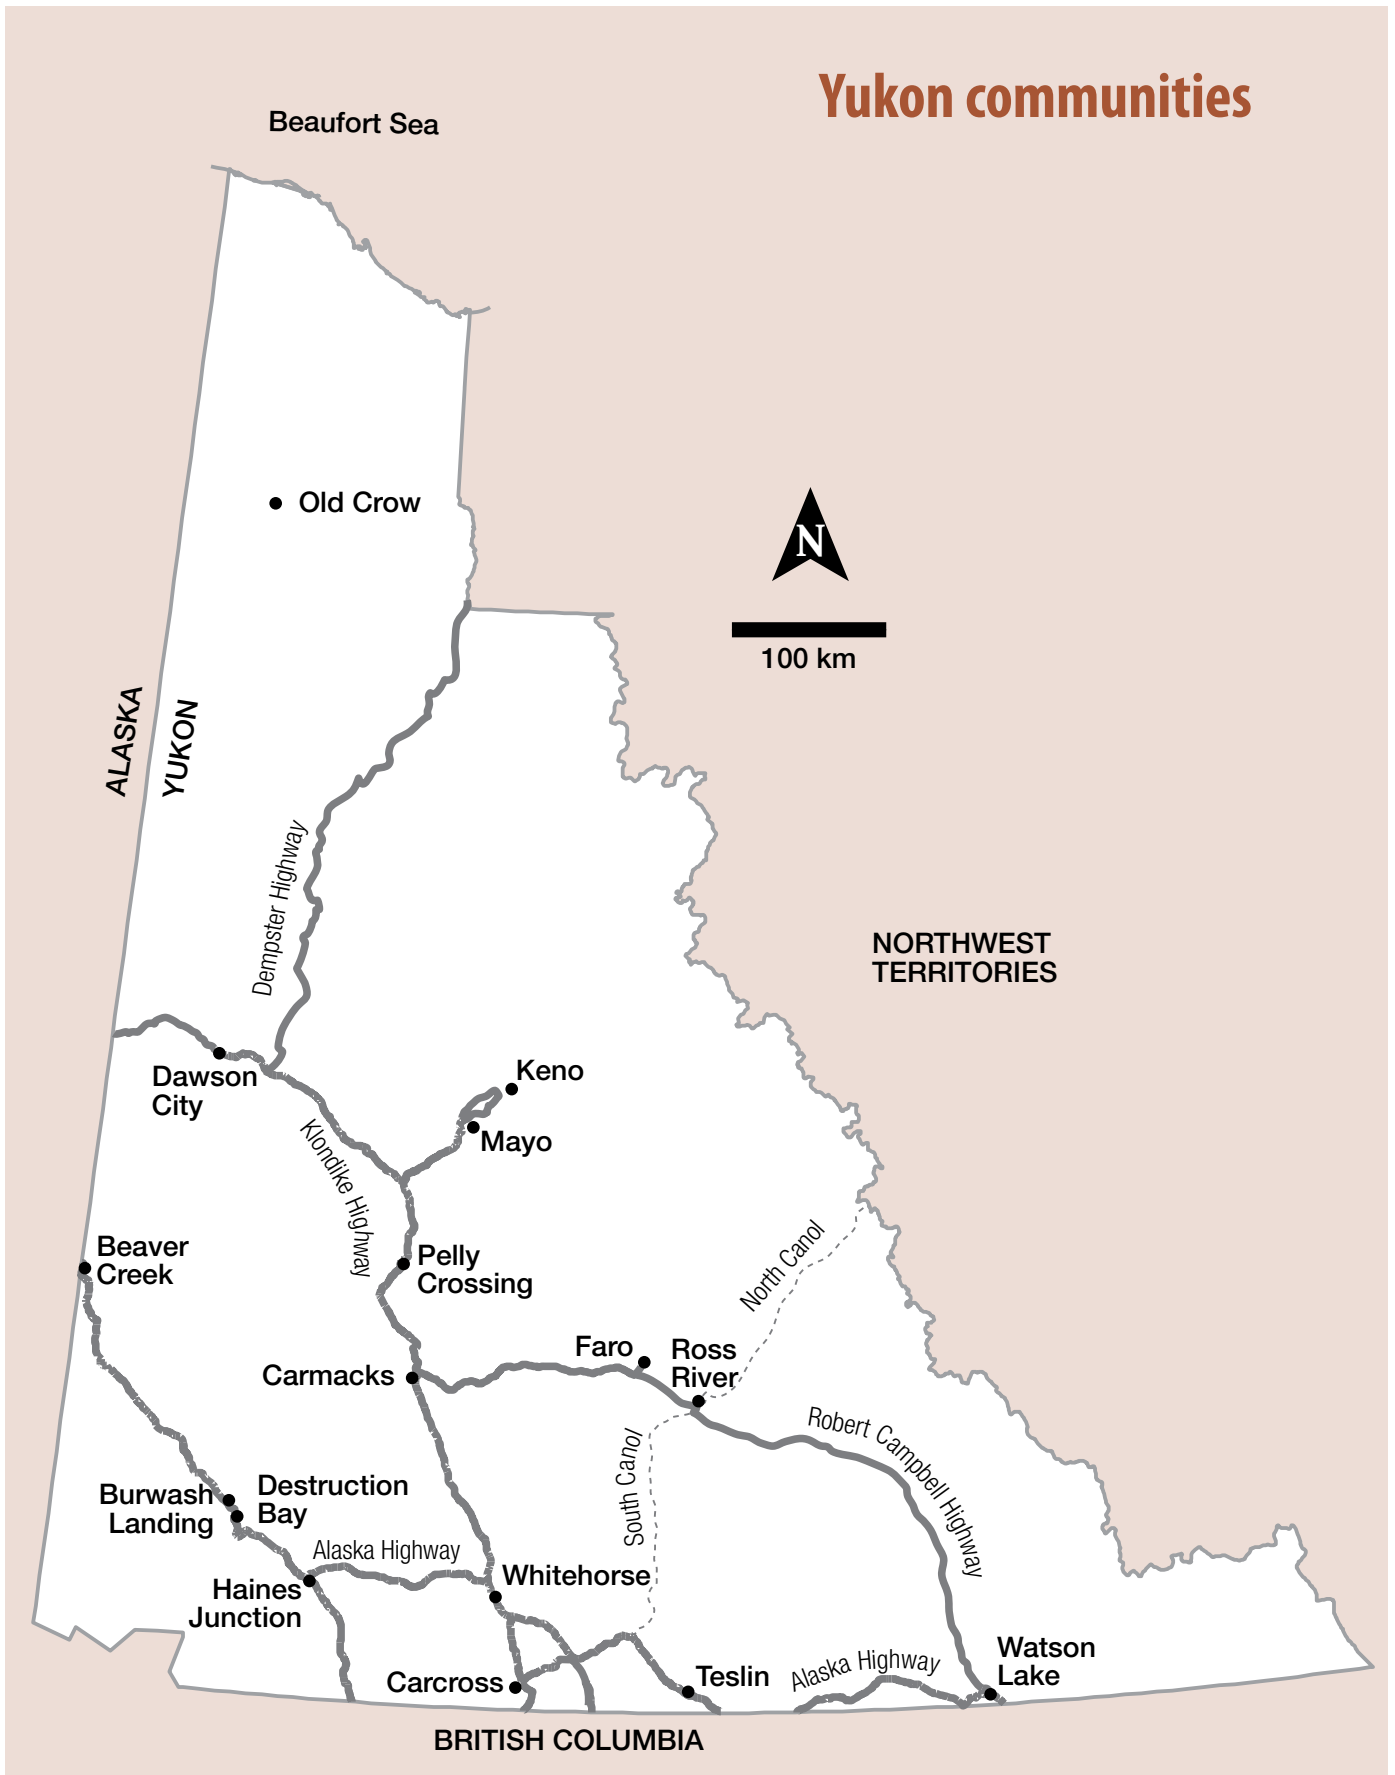 Yukon communities
Beaufort Sea
Old Crow
N
100 km
ALASKA
YUKON
Dempster Highway
NORTHWEST
TERRITORIES
Dawson
City
Keno
Mayo
Klondike Highway
Beaver
Creek
Pelly
Crossing
North Canol
Faro
Ross
River
Carmacks
Robert Campbell Highway
South Canol
Burwash
Landing
Destruction
Bay
Alaska Highway
Haines
Junction
Whitehorse
Carcross
Teslin
Alaska Highway
Watson
Lake
BRITISH COLUMBIA